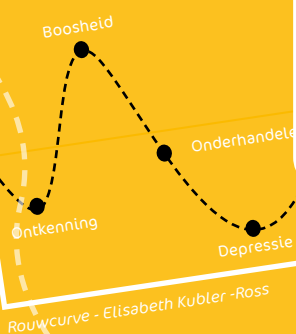 Boosheid
Onderhandele
Ontkenning
Depressie
Rouwcurve - Elisabeth Kubler -Ross